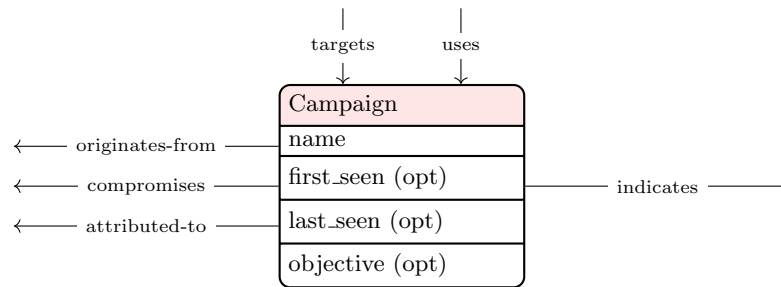 targets
uses
Campaign
name
originates-from
first_seen (opt)
compromises
indicates
last_seen (opt)
attributed-to
objective (opt)